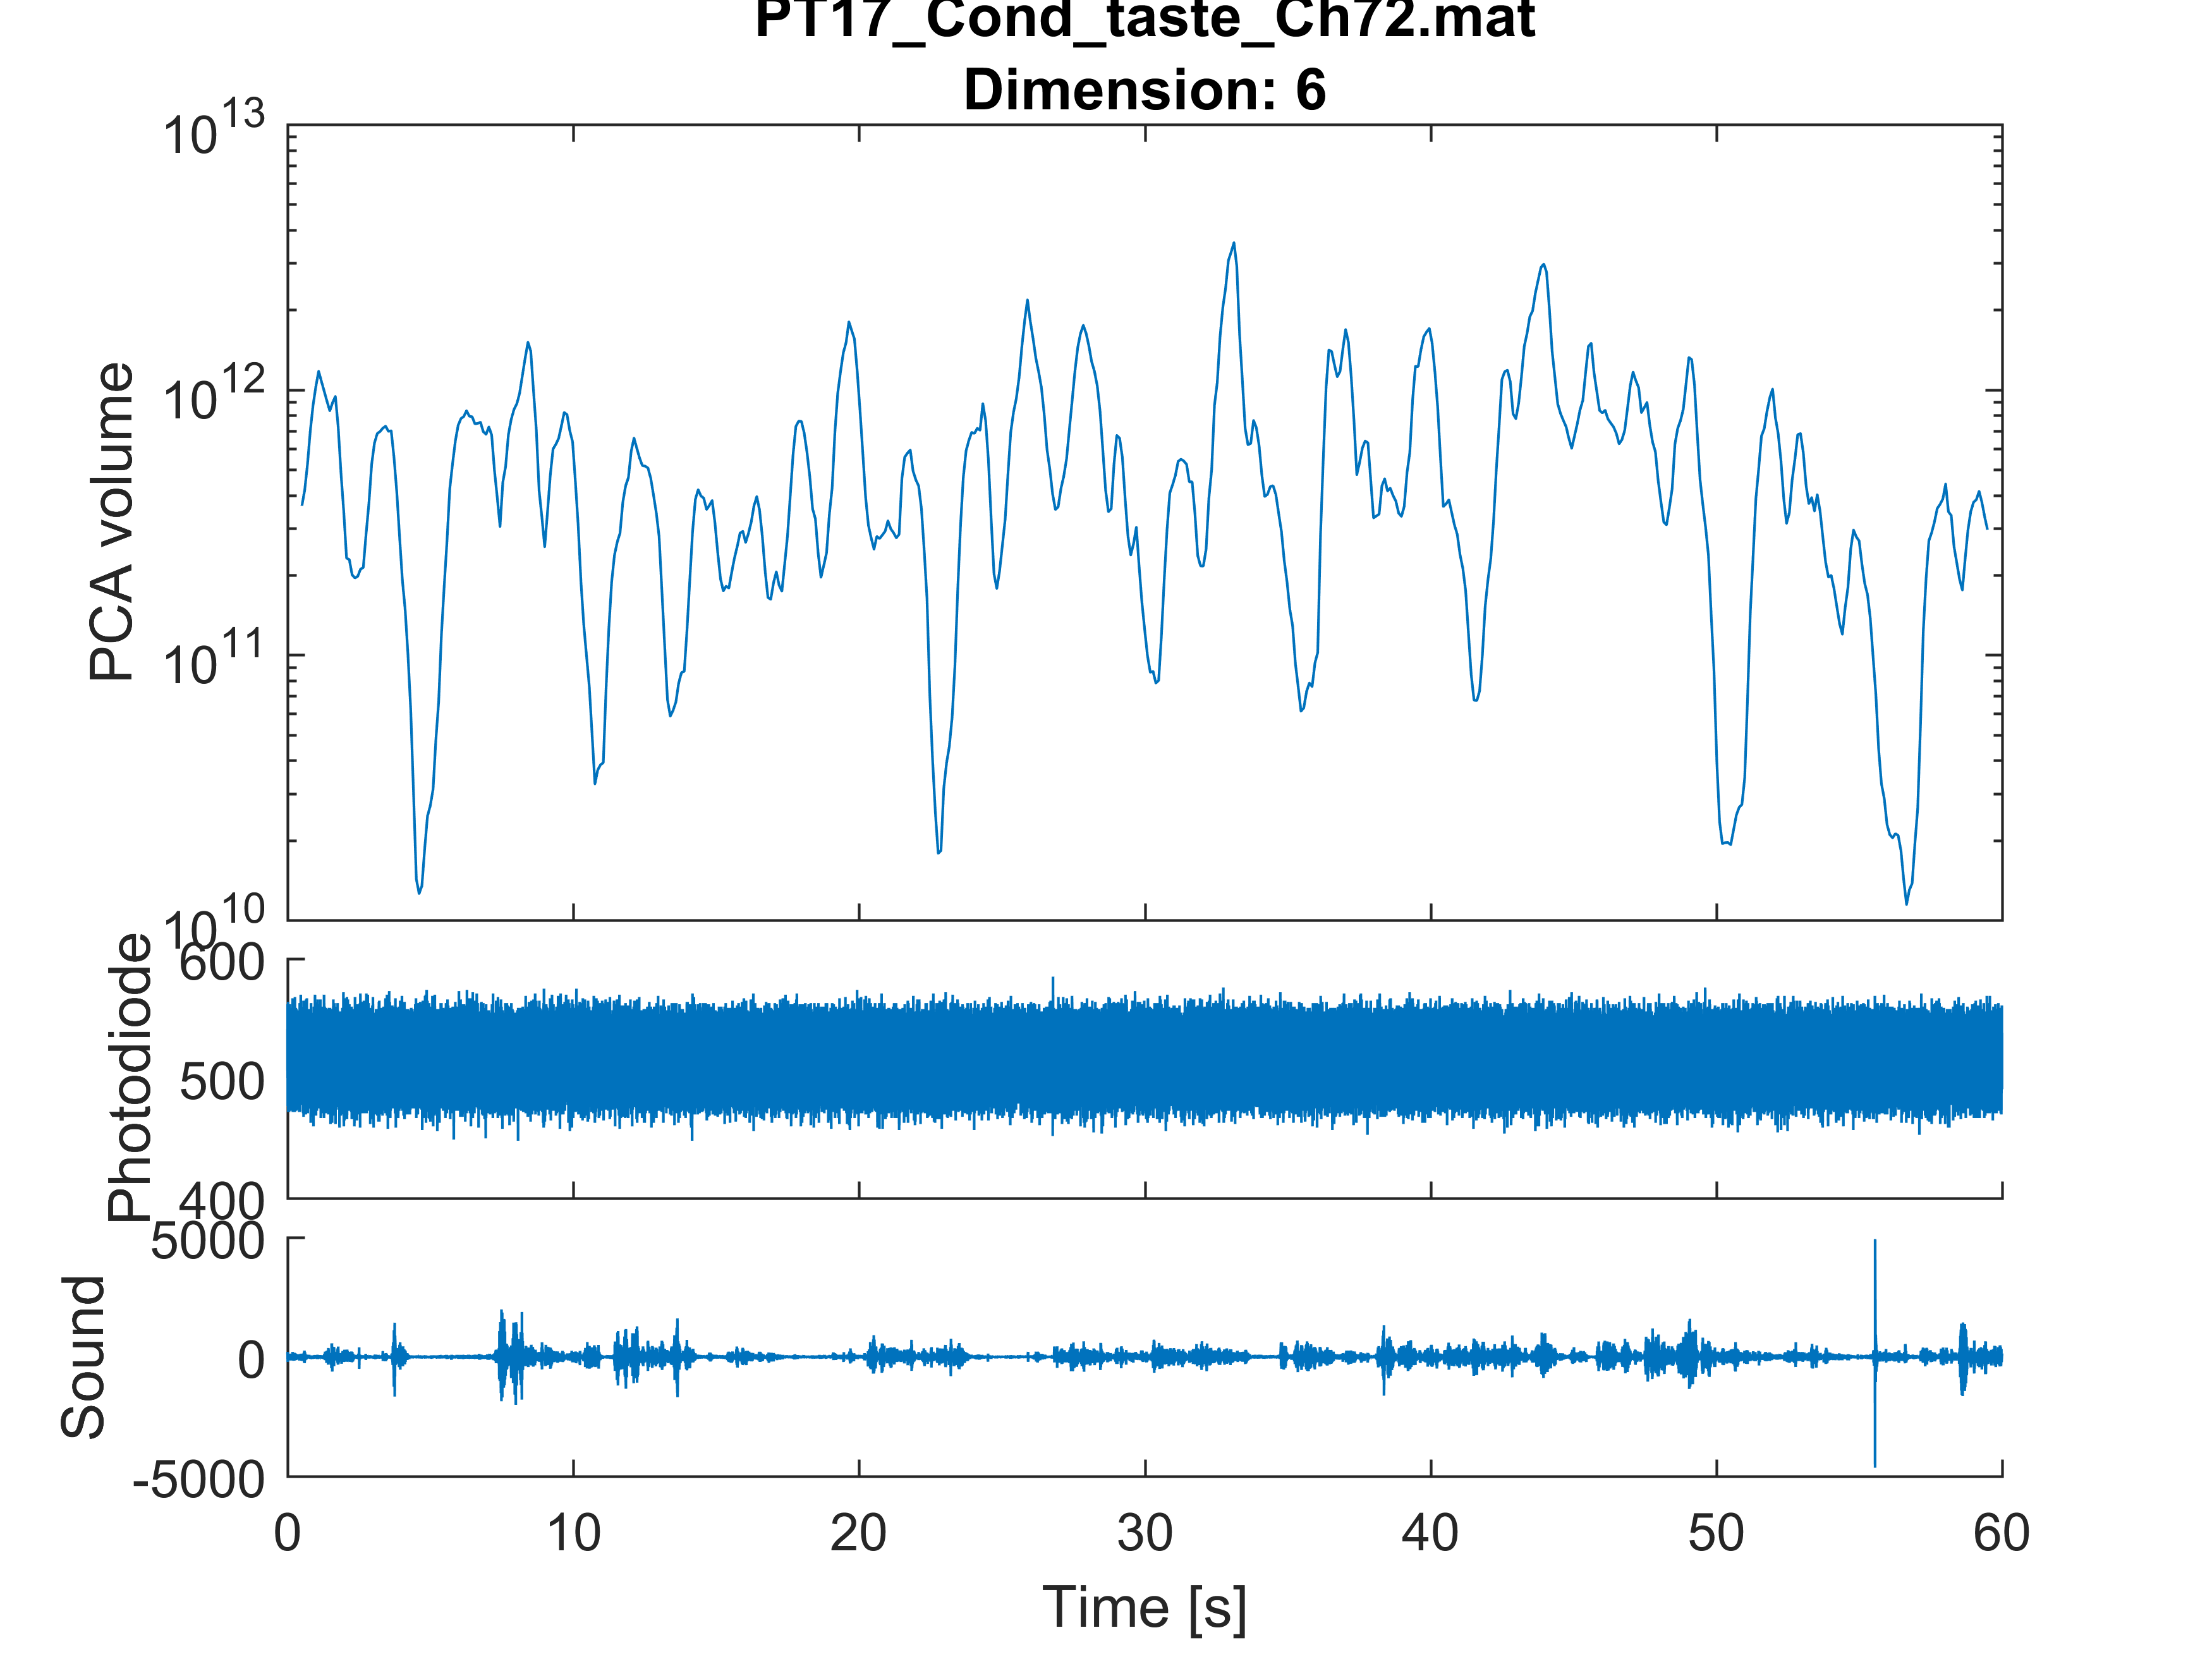 PT17_Cond_taste_Ch72.mat
Dimension: 6
10^13
10^12
10^11
10^10
PCA volume
600
500
400
Photodiode
5000
0
-5000
Sound
0 10 20 30 40 50 60
Time [s]